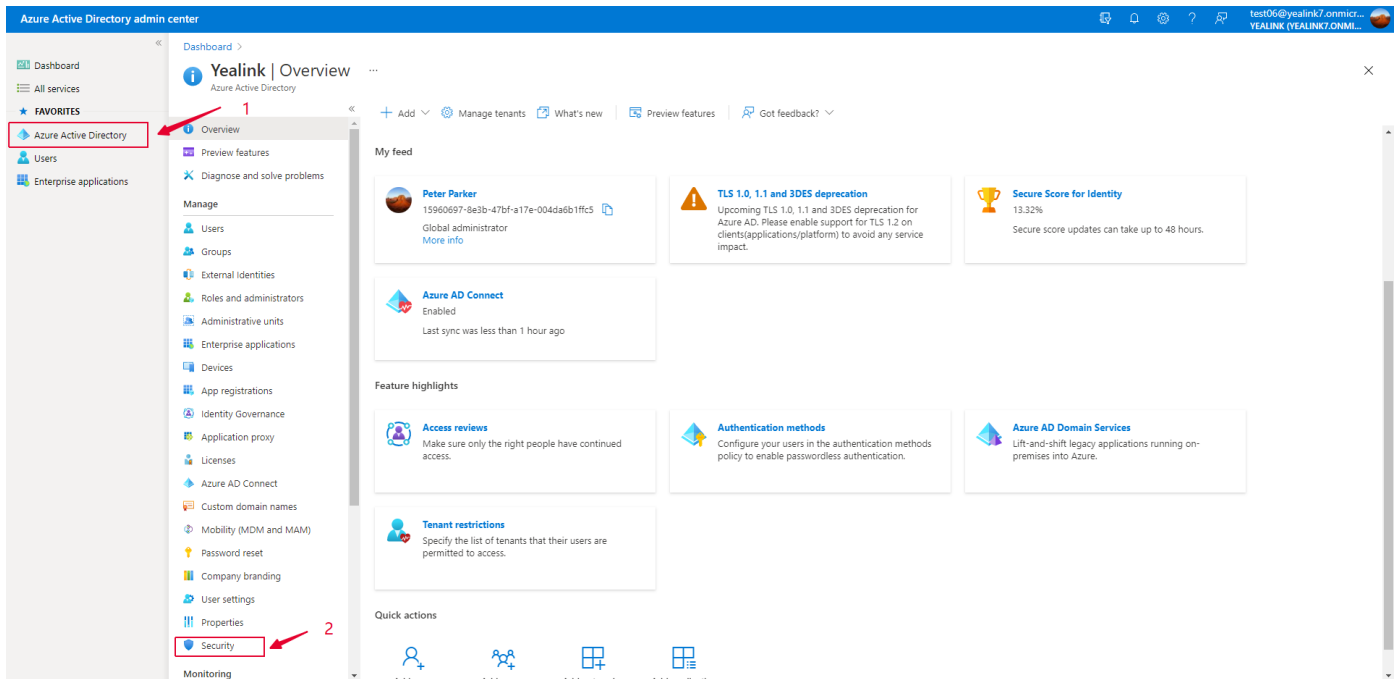 Azure Active Directory admin center
test06@yealink7.onmicr...
YEALINK (YEALINK7.ONMI...
Dashboard
All services
FAVORITES
Azure Active Directory
Users
Enterprise applications
1
Dashboard >
Yealink | Overview ...
Azure Active Directory
Overview
Preview features
Diagnose and solve problems
Manage
Users
Groups
External Identities
Roles and administrators
Administrative units
Enterprise applications
Devices
App registrations
Identity Governance
Application proxy
Licenses
Azure AD Connect
Custom domain names
Mobility (MDM and MAM)
Password reset
Company branding
User settings
Properties
Security
2
Monitoring
Add
Manage tenants
What's new
Preview features
Got feedback?
My feed
Peter Parker
15960697-8e3b-47bf-a17e-004da6b1ffc5
Global administrator
More info
TLS 1.0, 1.1 and 3DES deprecation
Upcoming TLS 1.0, 1.1 and 3DES deprecation for
Azure AD. Please enable support for TLS 1.2 on
clients(applications/platform) to avoid any service
impact.
Secure Score for Identity
13.32%
Secure score updates can take up to 48 hours.
Azure AD Connect
Enabled
Last sync was less than 1 hour ago
Feature highlights
Access reviews
Make sure only the right people have continued
access.
Authentication methods
Configure your users in the authentication methods
policy to enable passwordless authentication.
Azure AD Domain Services
Lift-and-shift legacy applications running on-
premises into Azure.
Tenant restrictions
Specify the list of tenants that their users are
permitted to access.
Quick actions